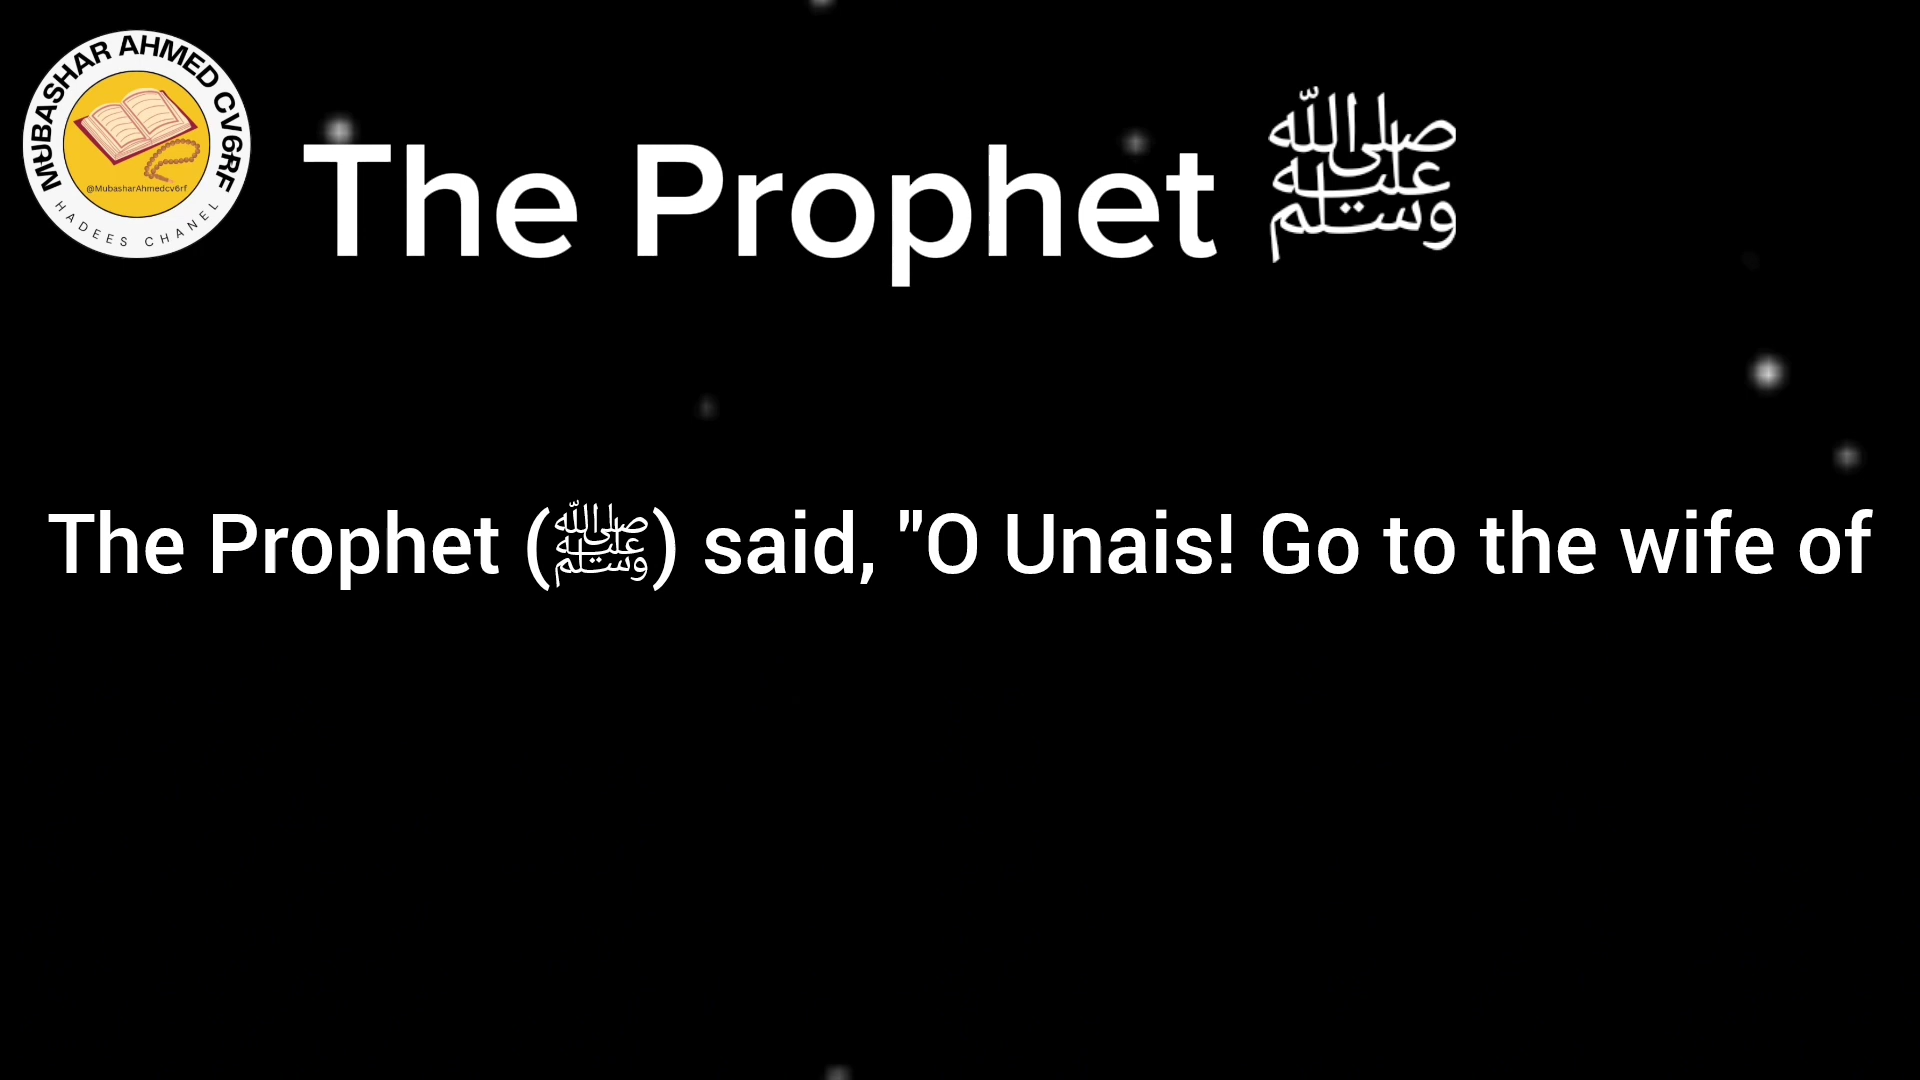 MUBASHAR AHMED CV6RF
@MubasharAhmedcv6rf
HADEES CHANEL
The Prophet ﷺ
The Prophet (ﷺ) said, "O Unais! Go to the wife of